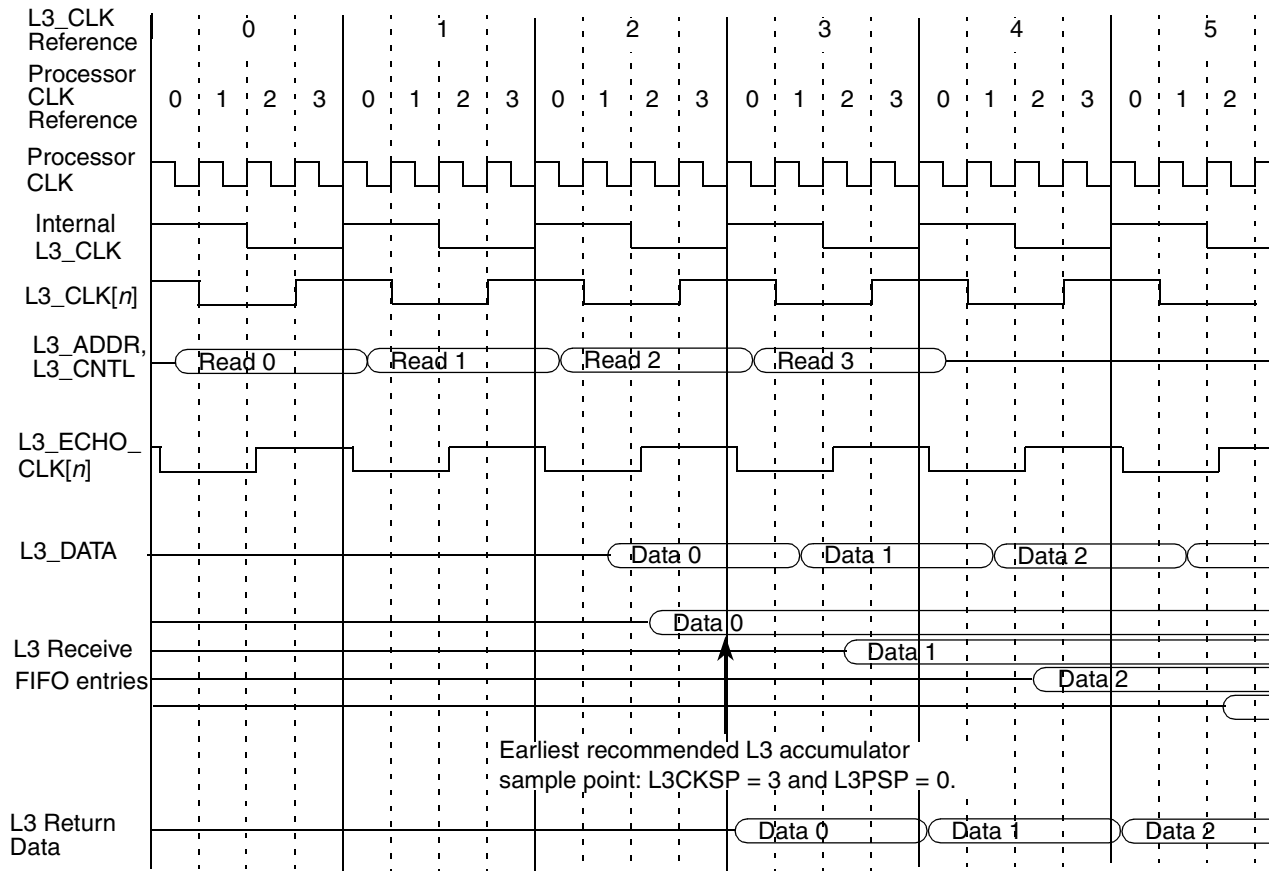 L3_CLK
Reference
0 1 2 3 4 5
Processor
CLK
Reference
0 1 2 3 0 1 2 3 0 1 2 3 0 1 2 3 0 1 2 3 0 1 2
Processor
CLK
Internal
L3_CLK
L3_CLK[n]
L3_ADDR,
L3_CNTL
Read 0 Read 1 Read 2 Read 3
L3_ECHO_
CLK[n]
L3_DATA
Data 0 Data 1 Data 2
Data 0
L3 Receive
Data 1
FIFO entries
Data 2
Earliest recommended L3 accumulator
sample point: L3CKSP = 3 and L3PSP = 0.
L3 Return
Data
Data 0 Data 1 Data 2